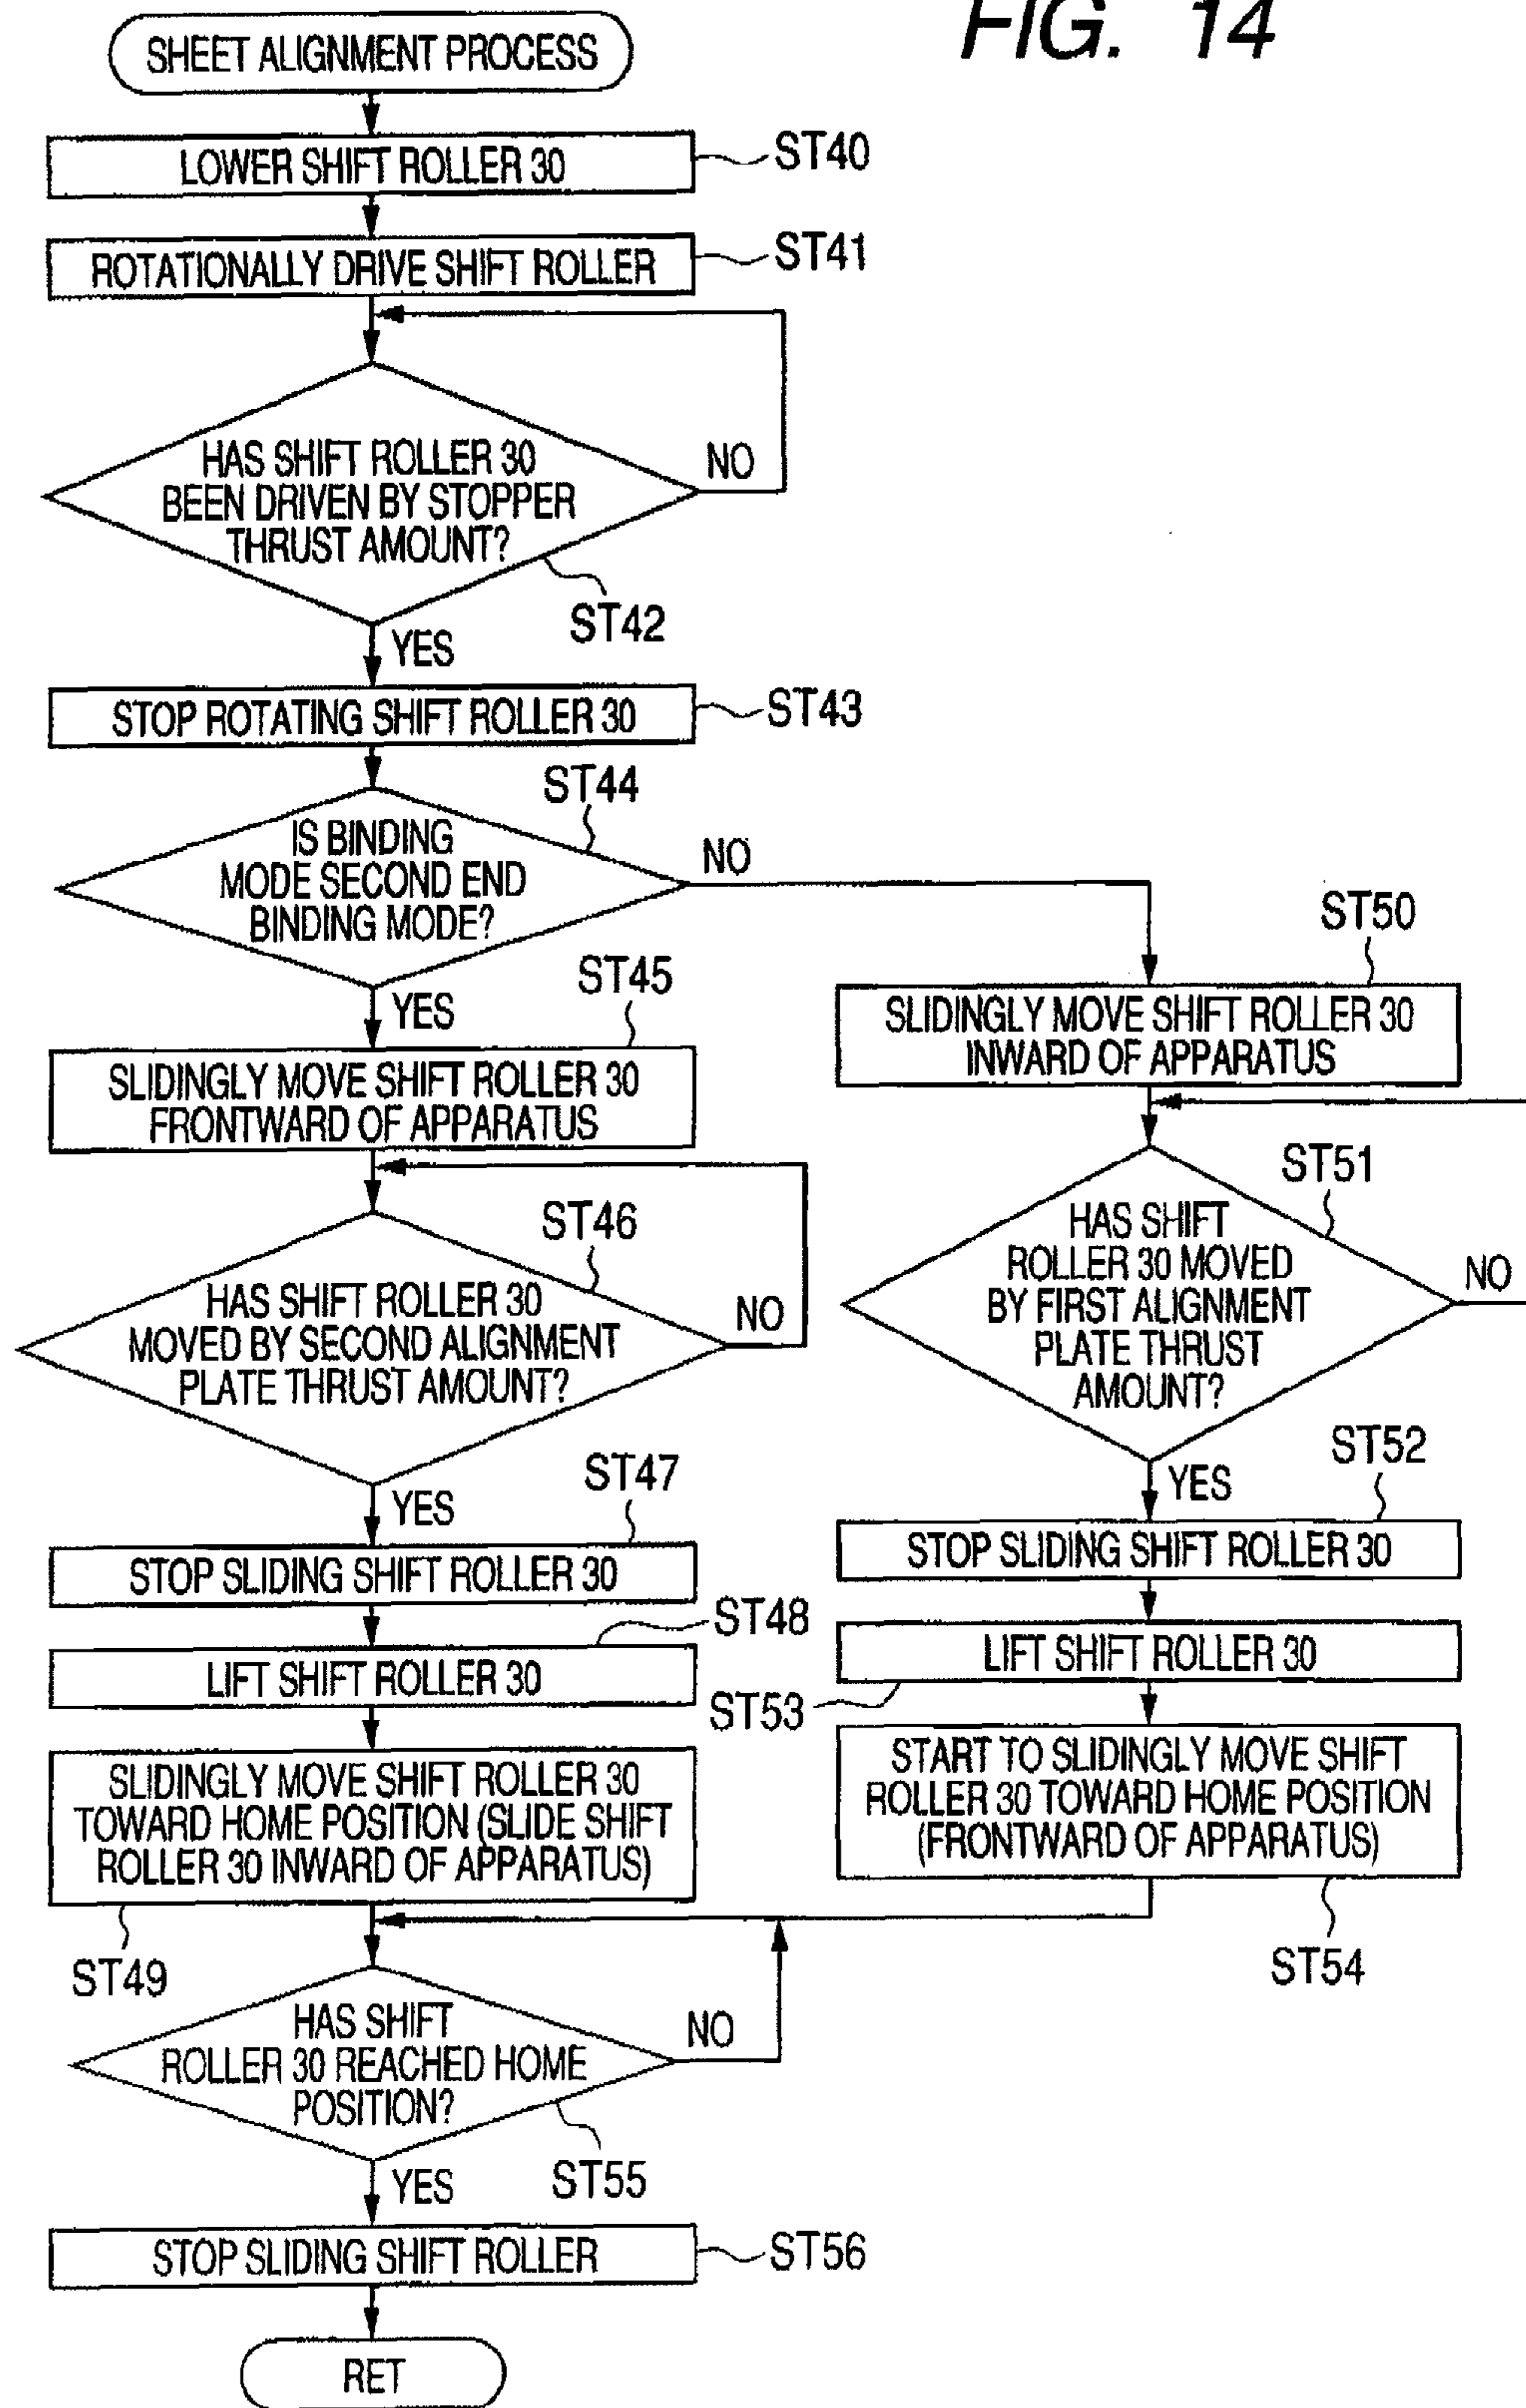 FIG. 14
SHEET ALIGNMENT PROCESS
LOWER SHIFT ROLLER 30
ST40
ROTATIONALLY DRIVE SHIFT ROLLER
ST41
HAS SHIFT ROLLER 30
BEEN DRIVEN BY STOPPER
THRUST AMOUNT?
NO
ST42
YES
STOP ROTATING SHIFT ROLLER 30
ST43
ST44
IS BINDING
MODE SECOND END
BINDING MODE?
NO
YES
ST45
SLIDINGLY MOVE SHIFT ROLLER 30
FRONTWARD OF APPARATUS
ST46
HAS SHIFT ROLLER 30
MOVED BY SECOND ALIGNMENT
PLATE THRUST AMOUNT?
NO
YES
ST47
STOP SLIDING SHIFT ROLLER 30
ST48
LIFT SHIFT ROLLER 30
SLIDINGLY MOVE SHIFT ROLLER 30
TOWARD HOME POSITION (SLIDE SHIFT
ROLLER 30 INWARD OF APPARATUS)
ST49
ST50
SLIDINGLY MOVE SHIFT ROLLER 30
INWARD OF APPARATUS
ST51
HAS SHIFT
ROLLER 30 MOVED
BY FIRST ALIGNMENT
PLATE THRUST
AMOUNT?
NO
YES
ST52
STOP SLIDING SHIFT ROLLER 30
LIFT SHIFT ROLLER 30
ST53
START TO SLIDINGLY MOVE SHIFT
ROLLER 30 TOWARD HOME POSITION
(FRONTWARD OF APPARATUS)
ST54
HAS SHIFT
ROLLER 30 REACHED HOME
POSITION?
NO
ST55
YES
STOP SLIDING SHIFT ROLLER
ST56
RET